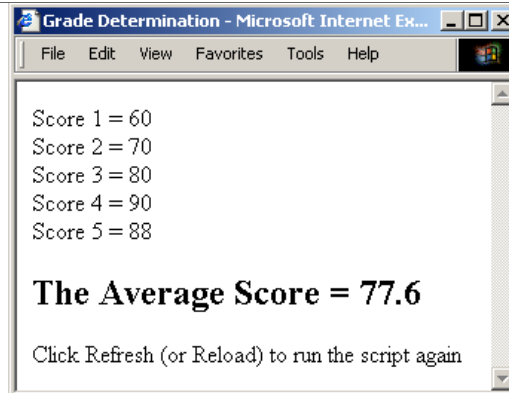 Grade Determination - Microsoft Internet Ex...
File Edit View Favorites Tools Help
Score 1 = 60
Score 2 = 70
Score 3 = 80
Score 4 = 90
Score 5 = 88
The Average Score = 77.6
Click Refresh (or Reload) to run the script again